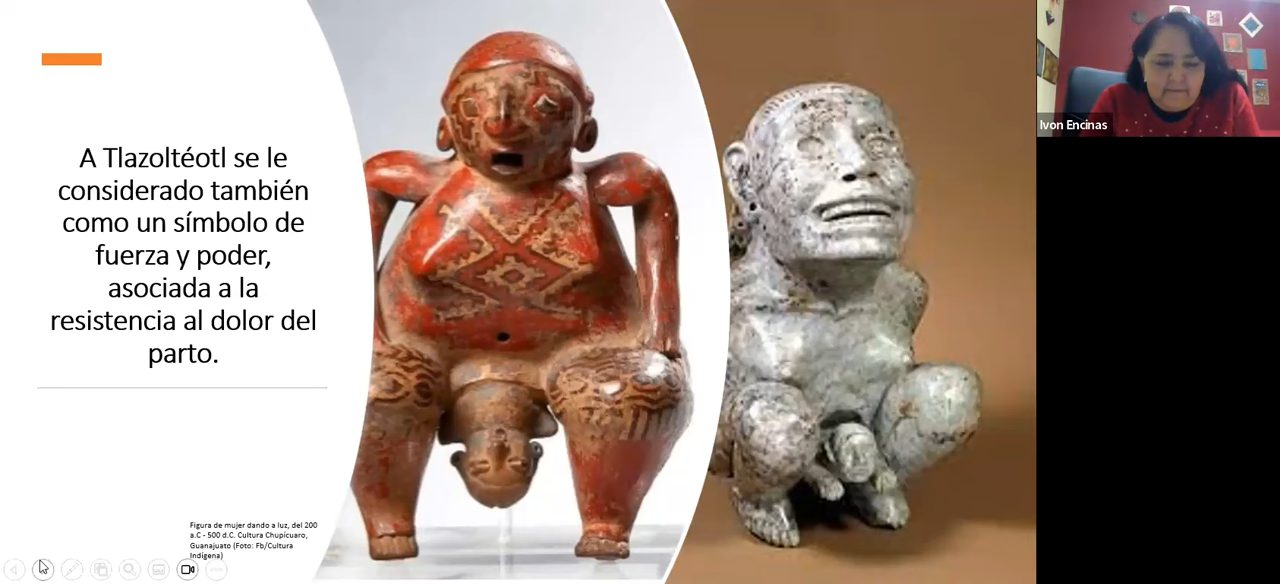 A Tlazoltéotl se le
considerado también
como un símbolo de
fuerza y poder,
asociada a la
resistencia al dolor del
parto.
Figura de mujer dando a luz, del 200
a.C - 500 d.C. Cultura Chupícuaro,
Guanajuato (Foto: Fb/Cultura
Indígena)
Ivon Encinas